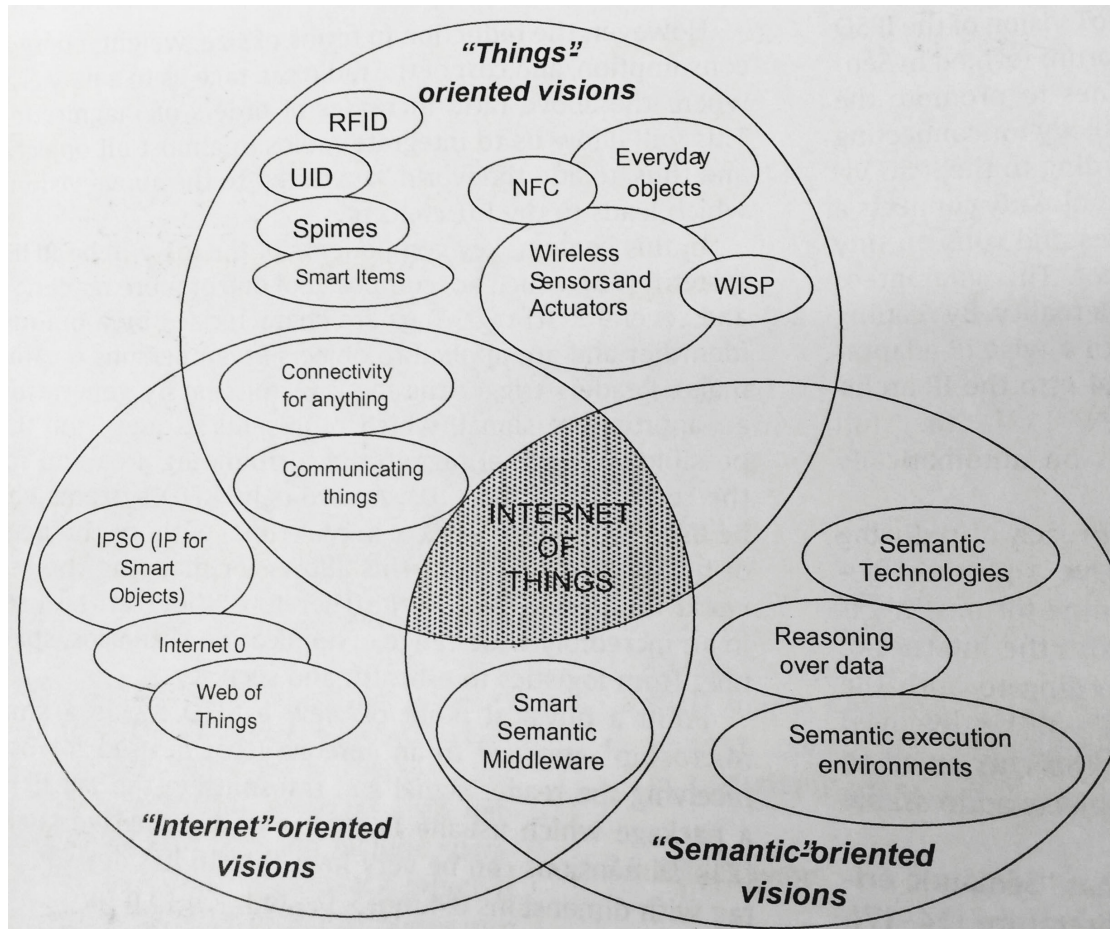 “Things”-
oriented visions
RFID
UID
Spimes
Smart Items
NFC
Everyday
objects
Wireless
Sensors and
Actuators
WISP
Connectivity
for anything
Communicating
things
INTERNET
OF
THINGS
IPSO (IP for
Smart
Objects)
Internet 0
Web of
Things
Semantic
Technologies
Reasoning
over data
Semantic execution
environments
Smart
Semantic
Middleware
“Internet”-oriented
visions
“Semantic”-oriented
visions